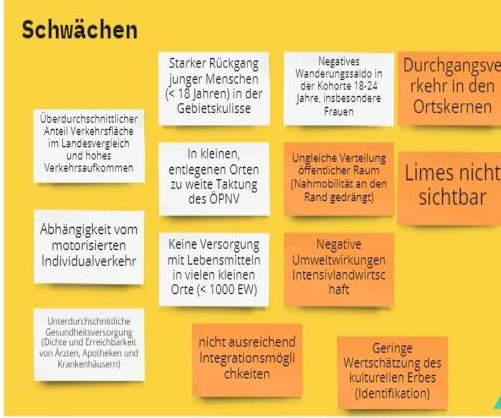 Schwächen
Starker Rückgang
junger Menschen
(< 18 Jahren) in der
Gebietskulisse
Negatives
Wanderungssaldo in
der Kohorte 18-24
Jahre, insbesondere
Frauen
Durchgangsve
rkehr in den
Ortskernen
Überdurchschnittlicher
Anteil Verkehrsfläche
im Landesvergleich
und hohes
Verkehrsaufkommen
In kleinen,
entlegenen Orten
zu weite Taktung
des ÖPNV
Ungleiche Verteilung
öffentlicher Raum
(Nahmobilität an den
Rand gedrängt)
Limes nicht
sichtbar
Abhängigkeit vom
motorisierten
Individualverkehr
Keine Versorgung
mit Lebensmitteln
in vielen kleinen
Orte (< 1000 EW)
Negative
Umweltwirkungen
Intensivlandwirtsc
haft
Unterdurchschnittliche
Gesundheitsversorgung
(Dichte und Erreichbarkeit
von Ärzten, Apotheken und
Krankenhäusern)
nicht ausreichend
Integrationsmögli
chkeiten
Geringe
Wertschätzung des
kulturellen Erbes
(Identifikation)